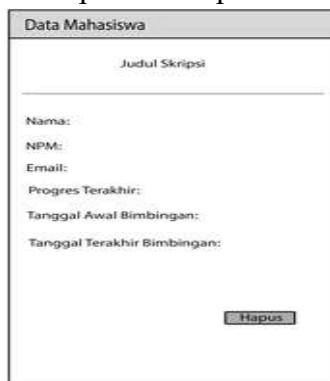 Data Mahasiswa
Judul Skripsi
Nama:
NPM:
Email:
Progres Terakhir:
Tanggal Awal Bimbingan:
Tanggal Terakhir Bimbingan:
Hapus